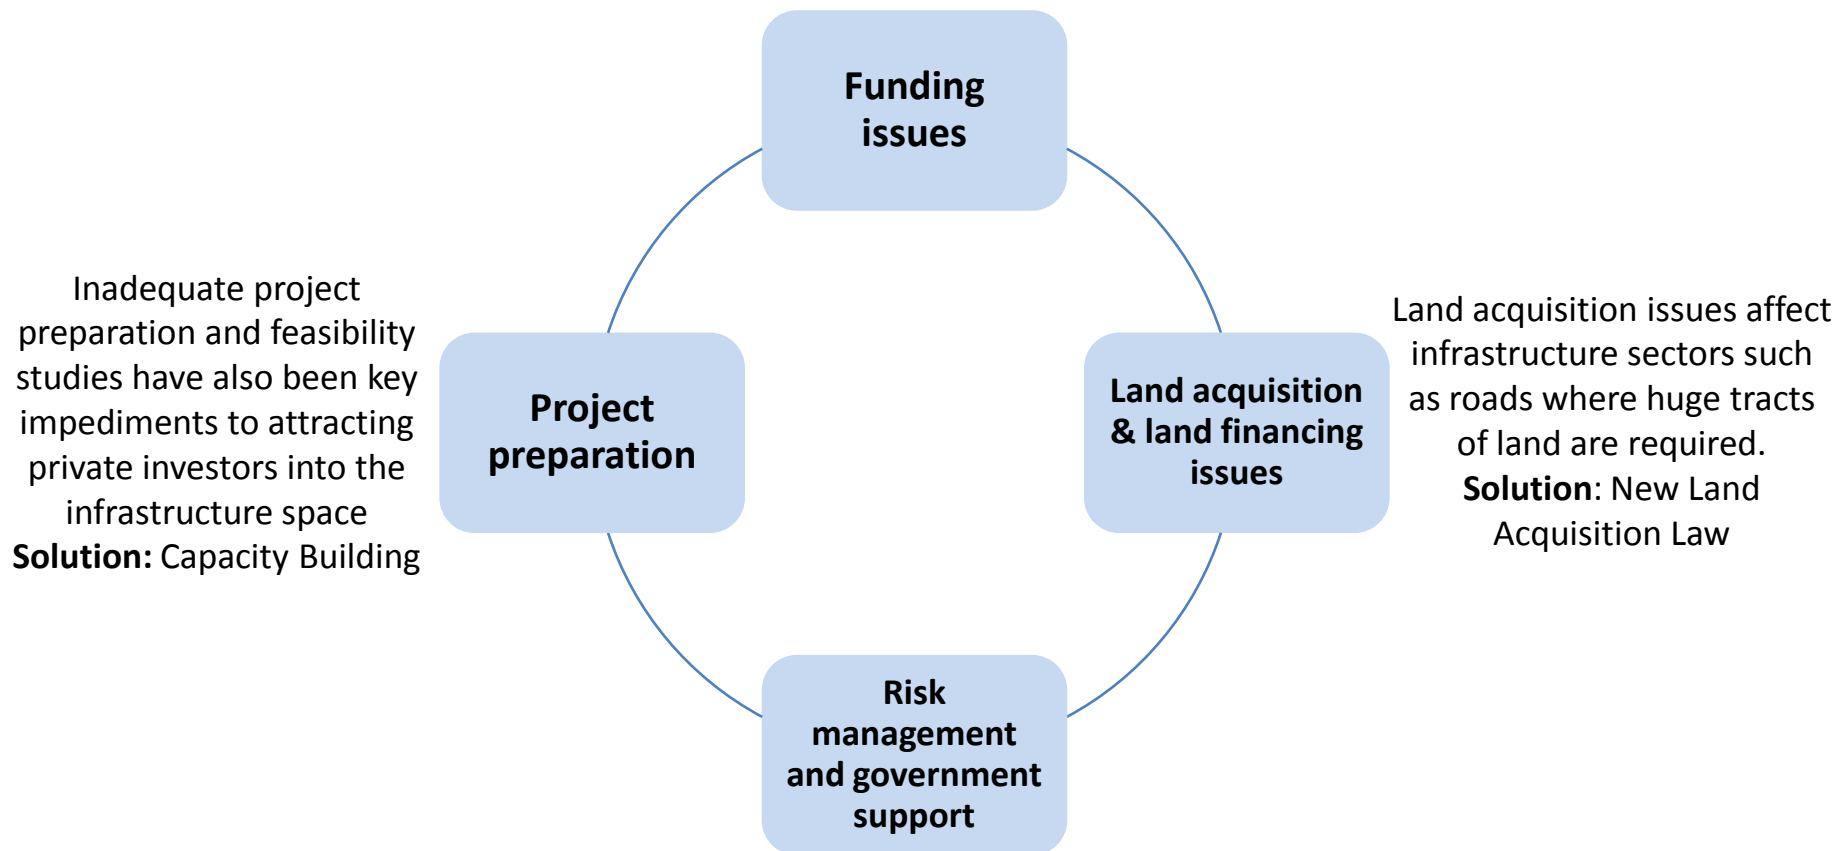 Funding
issues
Inadequate project
preparation and feasibility
studies have also been key
impediments to attracting
private investors into the
infrastructure space
Solution: Capacity Building
Project
preparation
Land acquisition
& land financing
issues
Land acquisition issues affect
infrastructure sectors such
as roads where huge tracts
of land are required.
Solution: New Land
Acquisition Law
Risk
management
and government
support